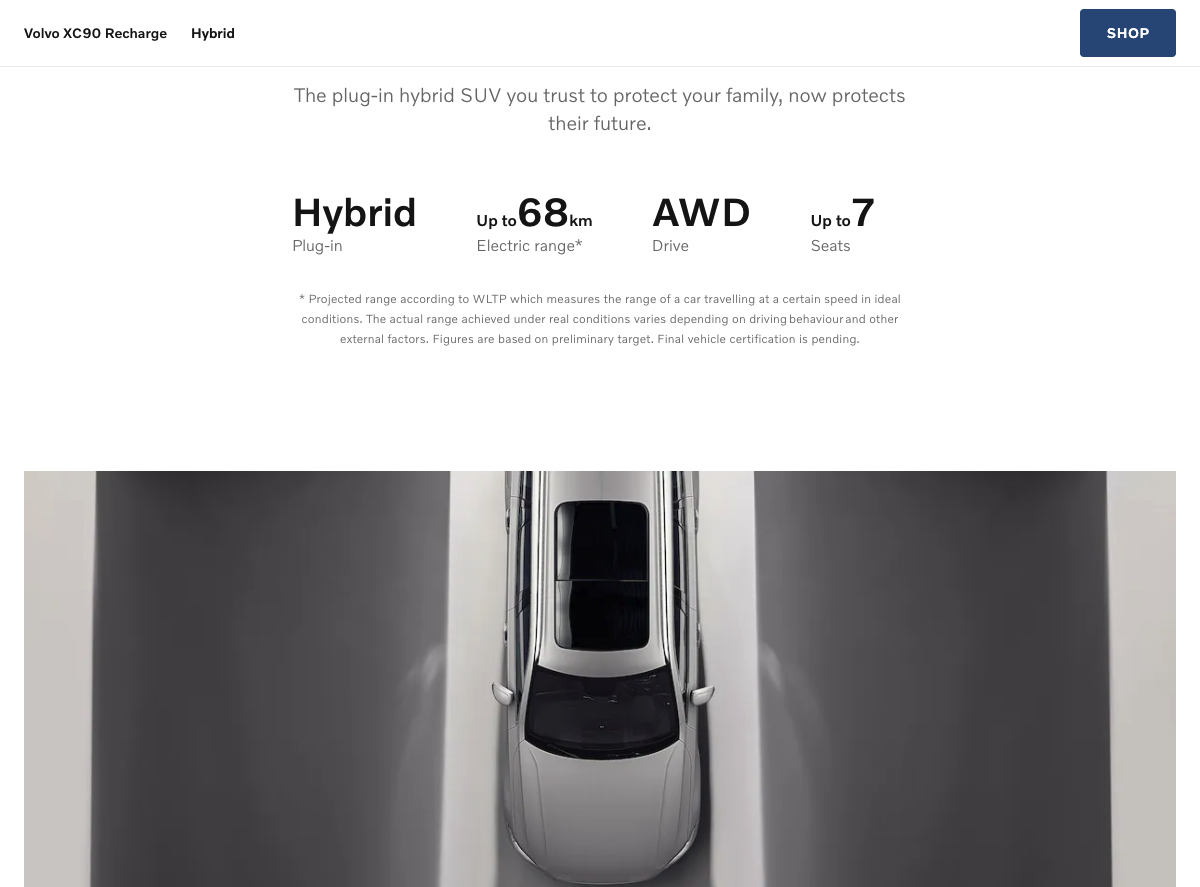 Volvo XC90 Recharge Hybrid SHOP
The plug-in hybrid SUV you trust to protect your family, now protects
their future.
Hybrid Up to 68 km AWD Up to 7
Plug-in Electric range* Drive Seats
* Projected range according to WLTP which measures the range of a car travelling at a certain speed in ideal
conditions. The actual range achieved under real conditions varies depending on driving behaviour and other
external factors. Figures are based on preliminary target. Final vehicle certification is pending.